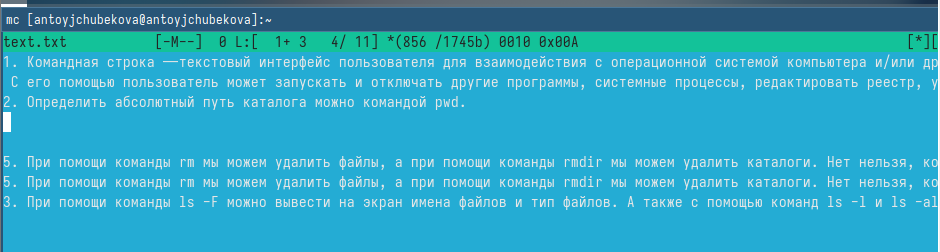 mc [antoyjchubekova@antoyjchubekova]:~
text.txt [-M--] 0 L:[ 1+ 3 4/ 11] *(856 /1745b) 0010 0x00A [*][
1. Командная строка —текстовый интерфейс пользователя для взаимодействия с операционной системой компьютера и/или др
С его помощью пользователь может запускать и отключать другие программы, системные процессы, редактировать реестр, у
2. Определить абсолютный путь каталога можно командой pwd.
5. При помощи команды rm мы можем удалить файлы, а при помощи команды rmdir мы можем удалить каталоги. Нет нельзя, ко
5. При помощи команды rm мы можем удалить файлы, а при помощи команды rmdir мы можем удалить каталоги. Нет нельзя, ко
3. При помощи команды ls -F можно вывести на экран имена файлов и тип файлов. А также с помощью команд ls -l и ls -al